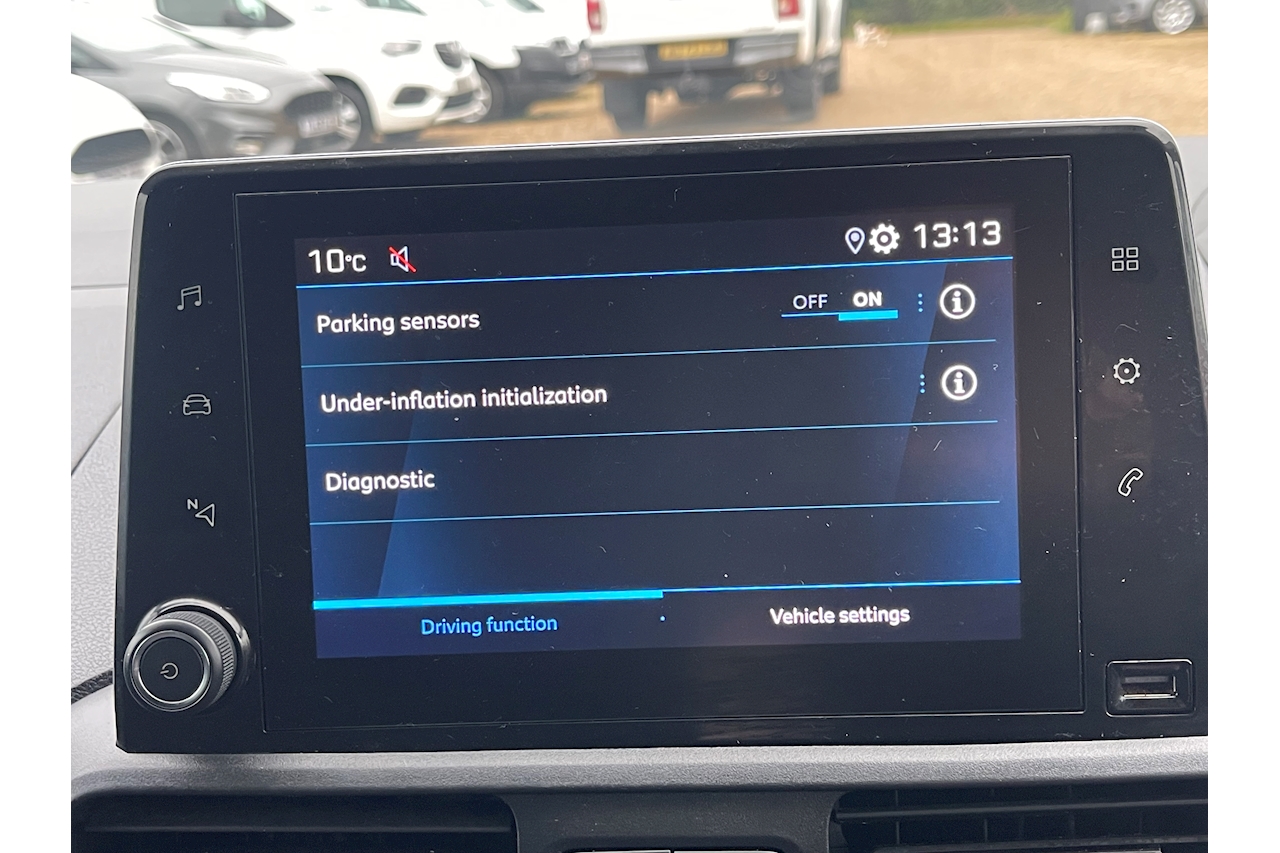 10°C 13:13
Parking sensors OFF ON
Under-inflation initialization
Diagnostic
Driving function Vehicle settings
N